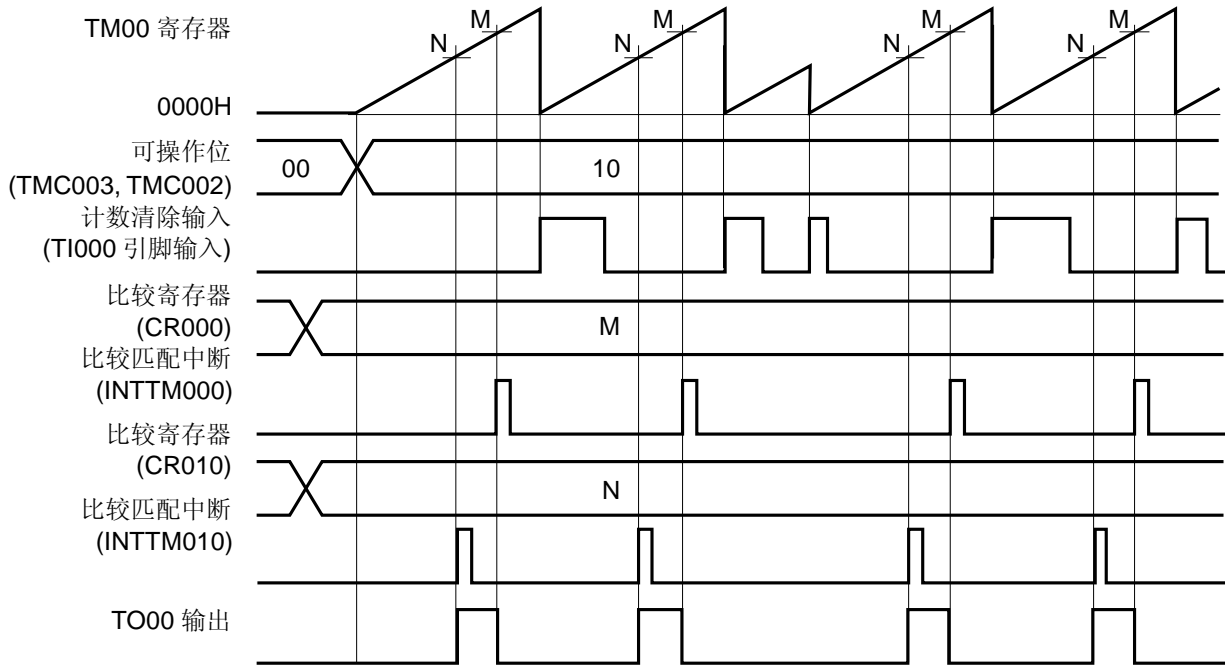 TM00 寄存器
N M N M N M N M
0000H
可操作位
(TMC003, TMC002)
00 10
计数清除输入
(TI000 引脚输入)
比较寄存器
(CR000)
M
比较匹配中断
(INTTM000)
比较寄存器
(CR010)
N
比较匹配中断
(INTTM010)
TO00 输出